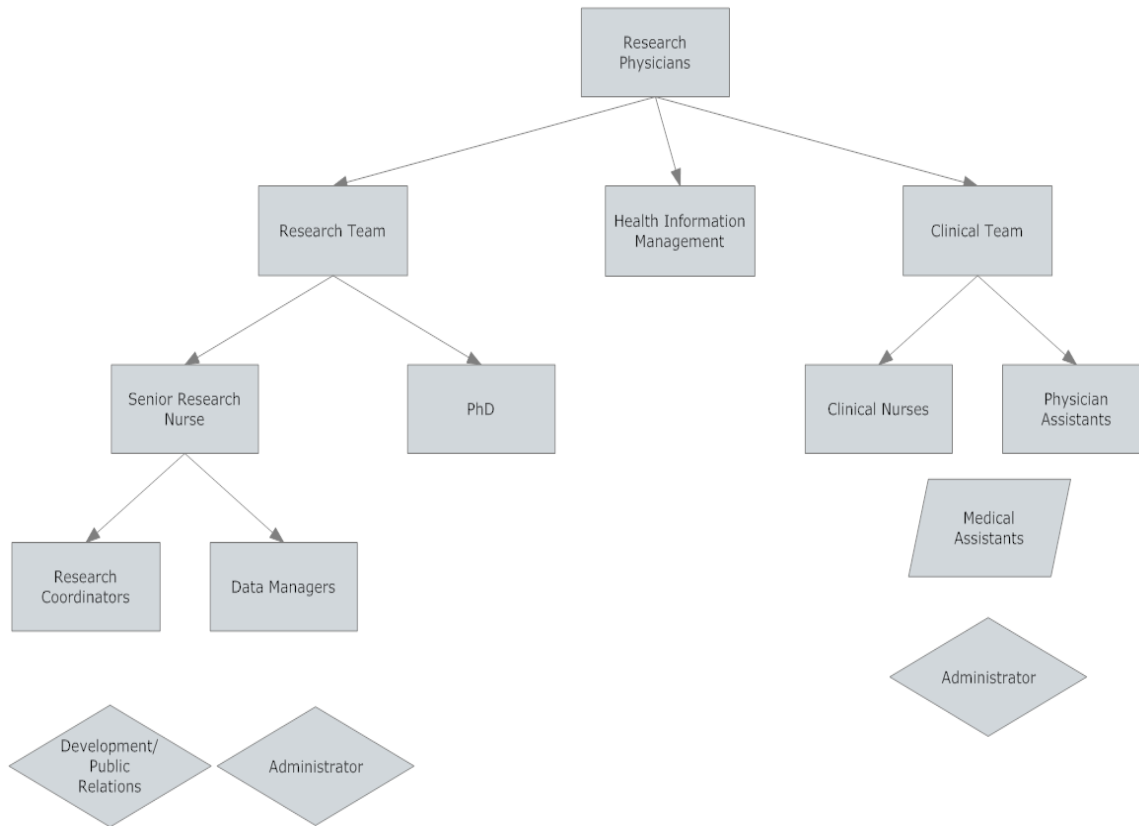 Research
Physicians
Research Team
Health Information
Management
Clinical Team
Senior Research
Nurse
PhD
Clinical Nurses
Physician
Assistants
Medical
Assistants
Research
Coordinators
Data Managers
Administrator
Development/
Public
Relations
Administrator